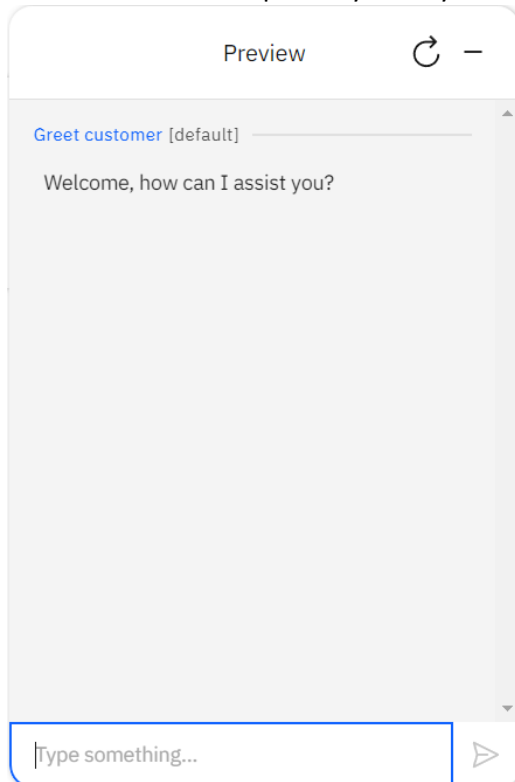 Preview
Greet customer [default]
Welcome, how can I assist you?
Type something...